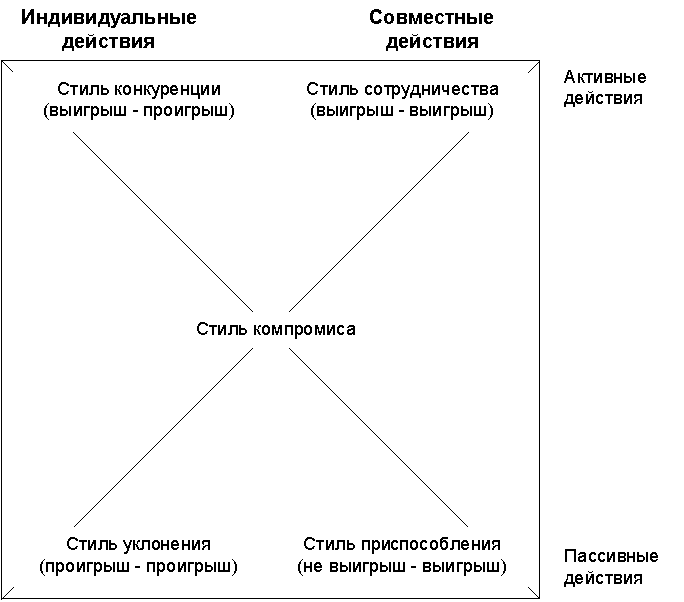 Индивидуальные
действия
Совместные
действия
Стиль конкуренции
(выигрыш - проигрыш)
Стиль сотрудничества
(выигрыш - выигрыш)
Активные
действия
Стиль компромиса
Стиль уклонения
(проигрыш - проигрыш)
Стиль приспособления
(не выигрыш - выигрыш)
Пассивные
действия